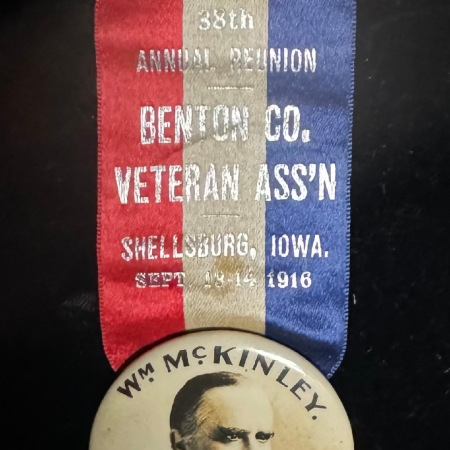 38th
ANNUAL REUNION
BENTON CO.
VETERAN ASS'N
SHELLSBURG, IOWA.
SEPT. 13-14 1916
WM McKINLEY.